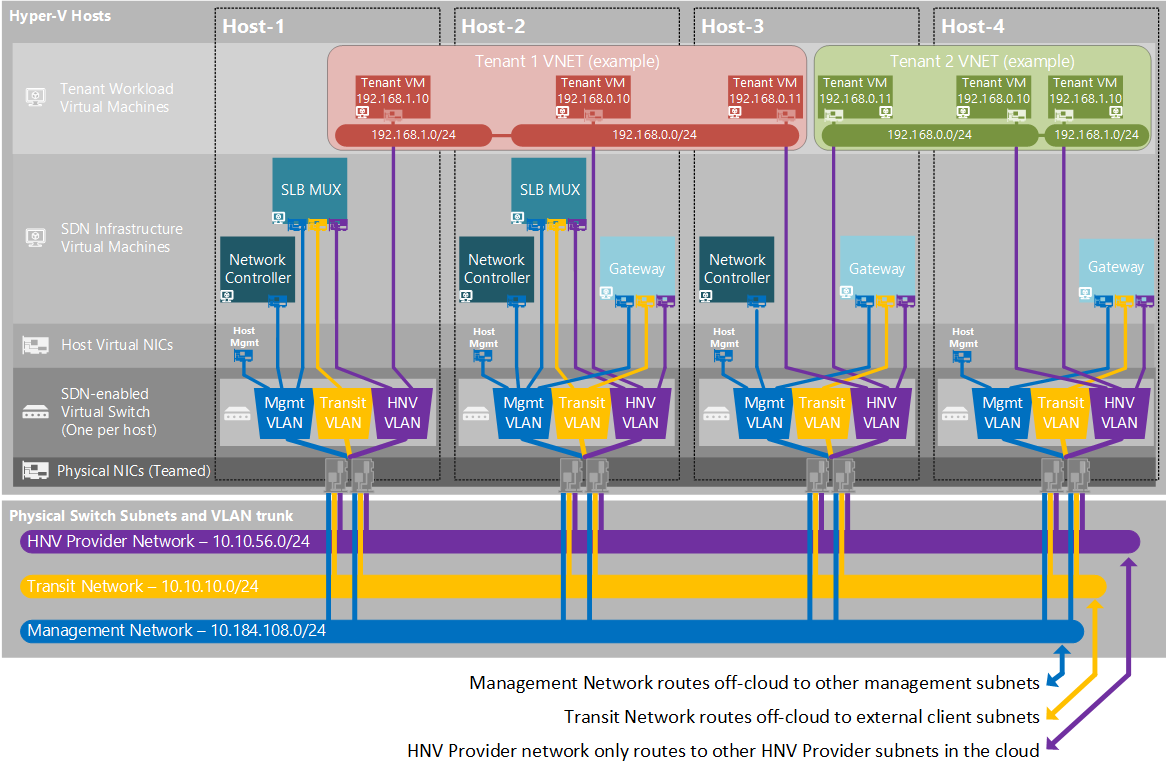 Hyper-V Hosts
Host-1
Host-2
Host-3
Host-4
Tenant Workload
Virtual Machines
Tenant 1 VNET (example)
Tenant VM
192.168.1.10
Tenant VM
192.168.0.10
Tenant VM
192.168.0.11
192.168.1.0/24
192.168.0.0/24
Tenant 2 VNET (example)
Tenant VM
192.168.0.11
Tenant VM
192.168.0.10
Tenant VM
192.168.1.10
192.168.0.0/24
192.168.1.0/24
SDN Infrastructure
Virtual Machines
SLB MUX
Network
Controller
SLB MUX
Network
Controller
Gateway
Network
Controller
Gateway
Gateway
Host Virtual NICs
Host
Mgmt
Host
Mgmt
Host
Mgmt
Host
Mgmt
SDN-enabled
Virtual Switch
(One per host)
Mgmt
VLAN
Transit
VLAN
HNV
VLAN
Mgmt
VLAN
Transit
VLAN
HNV
VLAN
Mgmt
VLAN
Transit
VLAN
HNV
VLAN
Mgmt
VLAN
Transit
VLAN
HNV
VLAN
Physical NICs (Teamed)
Physical Switch Subnets and VLAN trunk
HNV Provider Network – 10.10.56.0/24
Transit Network – 10.10.10.0/24
Management Network – 10.184.108.0/24
Management Network routes off-cloud to other management subnets
Transit Network routes off-cloud to external client subnets
HNV Provider network only routes to other HNV Provider subnets in the cloud